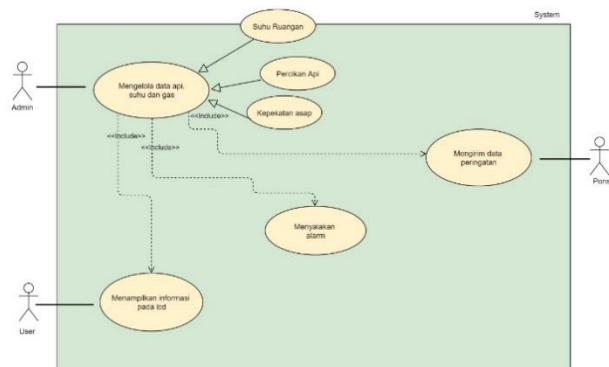 System
Suhu Ruangan
Percikan Api
Mengelola data api,
suhu dan gas
Kepekatan asap
Admin
<<Include>>
<<Include>>
<<Include>>
Mengirim data
peringatan
Menyalakan
alarm
Menampilkan informasi
pada lcd
User